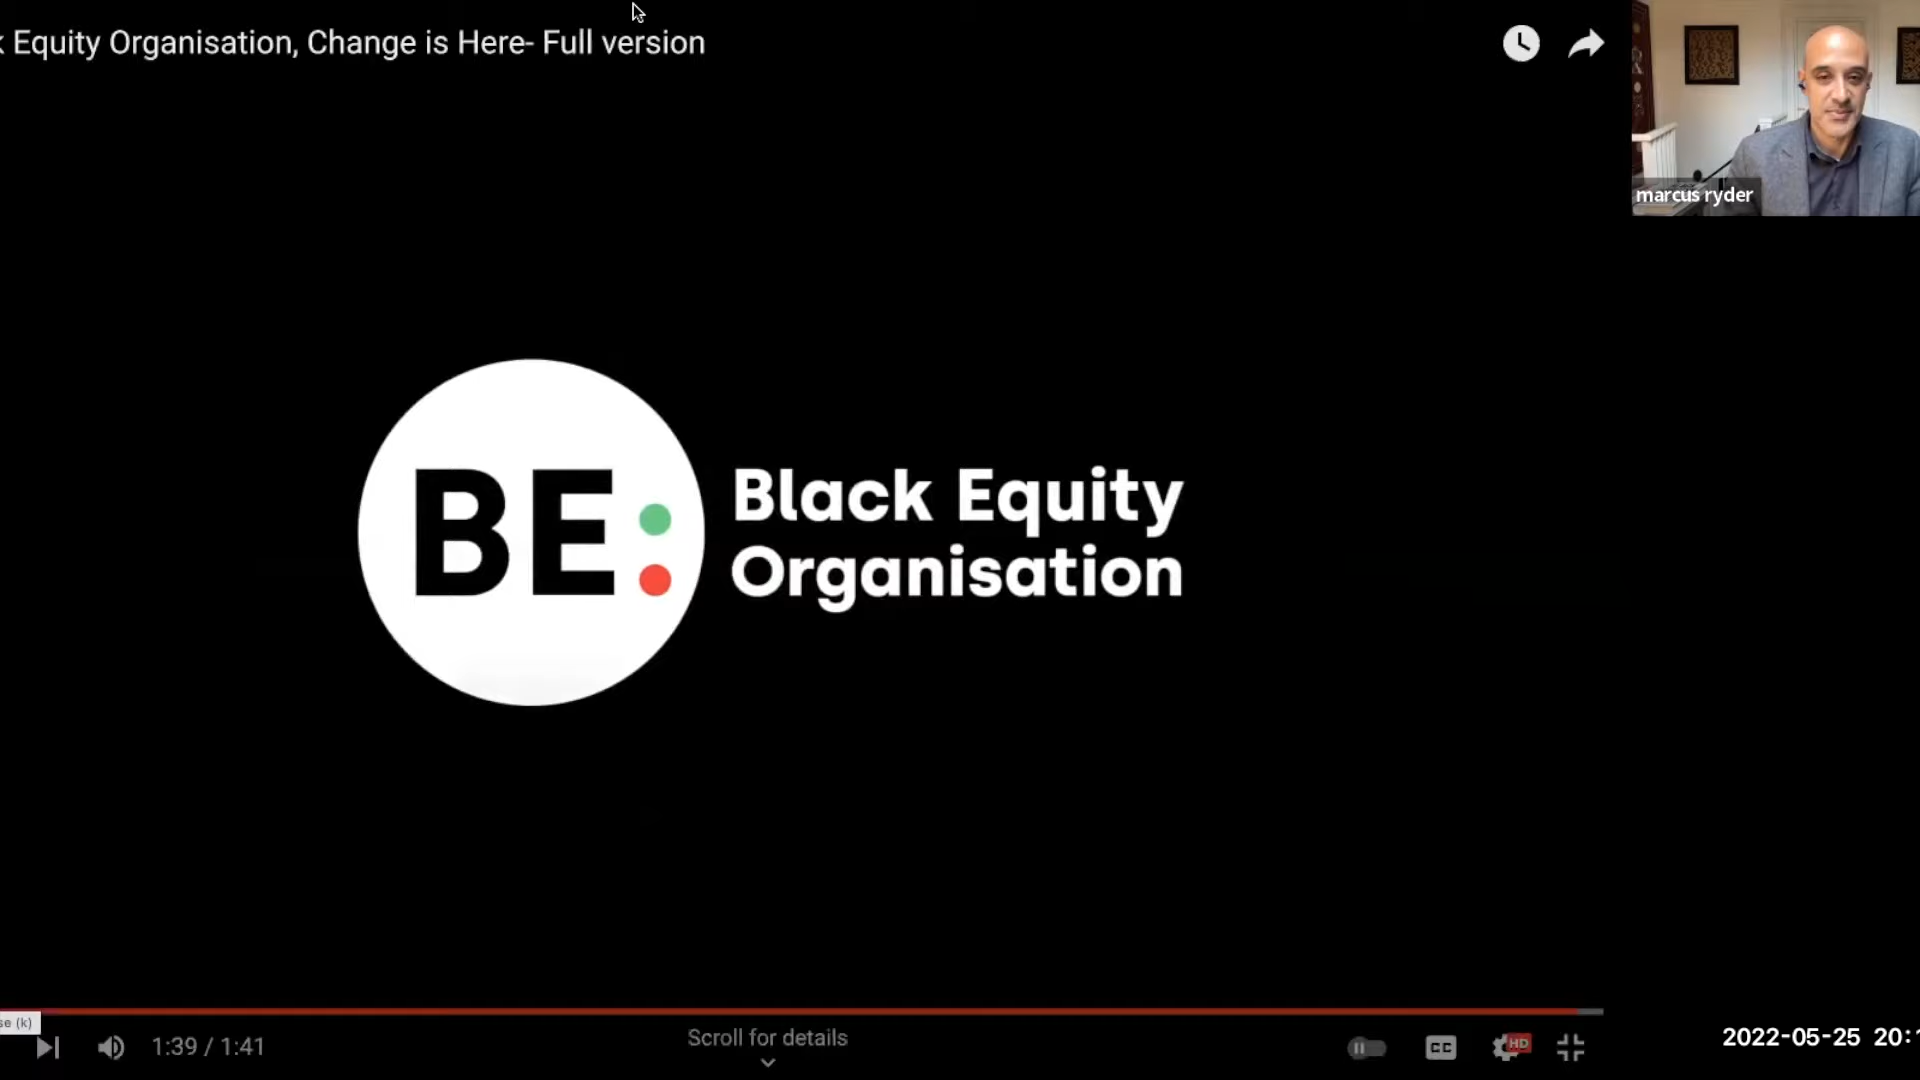 Equity Organisation, Change is Here- Full version
marcus ryder
BE:
Black Equity
Organisation
(k)
1:39 / 1:41
Scroll for details
CC
HD
2022-05-25 20: